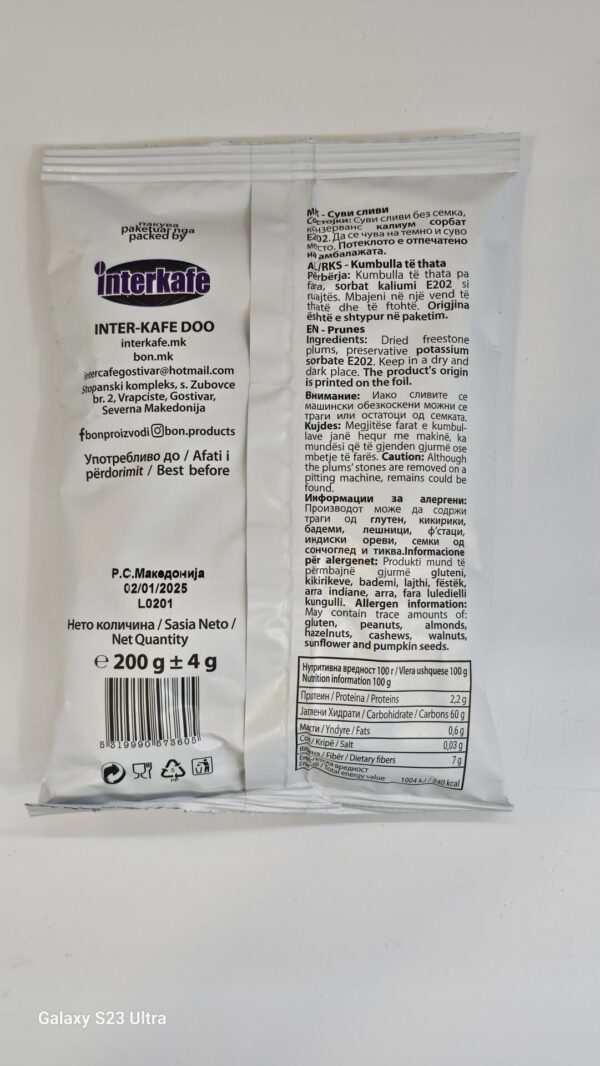 пакува
paketuar nga
packed by
interkafe
INTER-KAFE DOO
interkafe.mk
bon.mk
intercafegostivar@hotmail.com
Stopanski kompleks, s. Zubovce
br. 2, Vrapciste, Gostivar,
Severna Makedonija
fbonproizvodi bon.products
Употребливо до / Afati i
përdorimit / Best before
Р.С.Македонија
02/01/2025
L0201
Нето количина / Sasia Neto /
Net Quantity
℮ 200 g ± 4 g
5319990573605
MK - Суви сливи
Состојки: Суви сливи без семка,
конзерванс калиум сорбат
E202. Да се чува на темно и суво
место. Потеклото е отпечатено
на амбалажата.
AL/RKS - Kumbulla të thata
Përbërja: Kumbulla të thata pa
fara, sorbat kaliumi E202 si
ruajtës. Mbajeni në një vend të
thatë dhe të ftohtë. Origjina
është e shtypur në paketim.
EN - Prunes
Ingredients: Dried freestone
plums, preservative potassium
sorbate E202. Keep in a dry and
dark place. The product's origin
is printed on the foil.
Внимание: Иако сливите се
машински обезкоскени можни се
траги или остатоци од семката.
Kujdes: Megjitëse farat e kumbul-
lave janë hequr me makinë, ka
mundësi që të gjenden gjurmë ose
mbetje të farës. Caution: Although
the plums' stones are removed on a
pitting machine, remains could be
found.
Информации за алергени:
Производот може да содржи
траги од глутен, кикирики,
бадеми, лешници, ф'стаци,
индиски ореви, семки од
сончоглед и тиква.Informacione
për alergenet: Produkti mund të
përmbajnë gjurmë gluteni,
kikirikeve, bademi, lajthi, fëstëk,
arra indiane, arra, fara luledielli
kungulli. Allergen information:
May contain trace amounts of:
gluten, peanuts, almonds,
hazelnuts, cashews, walnuts,
sunflower and pumpkin seeds.
Нутритивна вредност 100 г / Vlera ushquese 100 g
Nutrition information 100 g
Протеин / Proteina / Proteins 2,2 g
Јагпени Хидрати / Carbohidrate / Carbons 60 g
Масти / Yndyre / Fats 0,6 g
Сол / Kripë / Salt 0,03 g
/ Fibër / Dietary fibers 7 g
вредност
/ Total energy value 1004 kJ / 240 kcal
Galaxy S23 Ultra